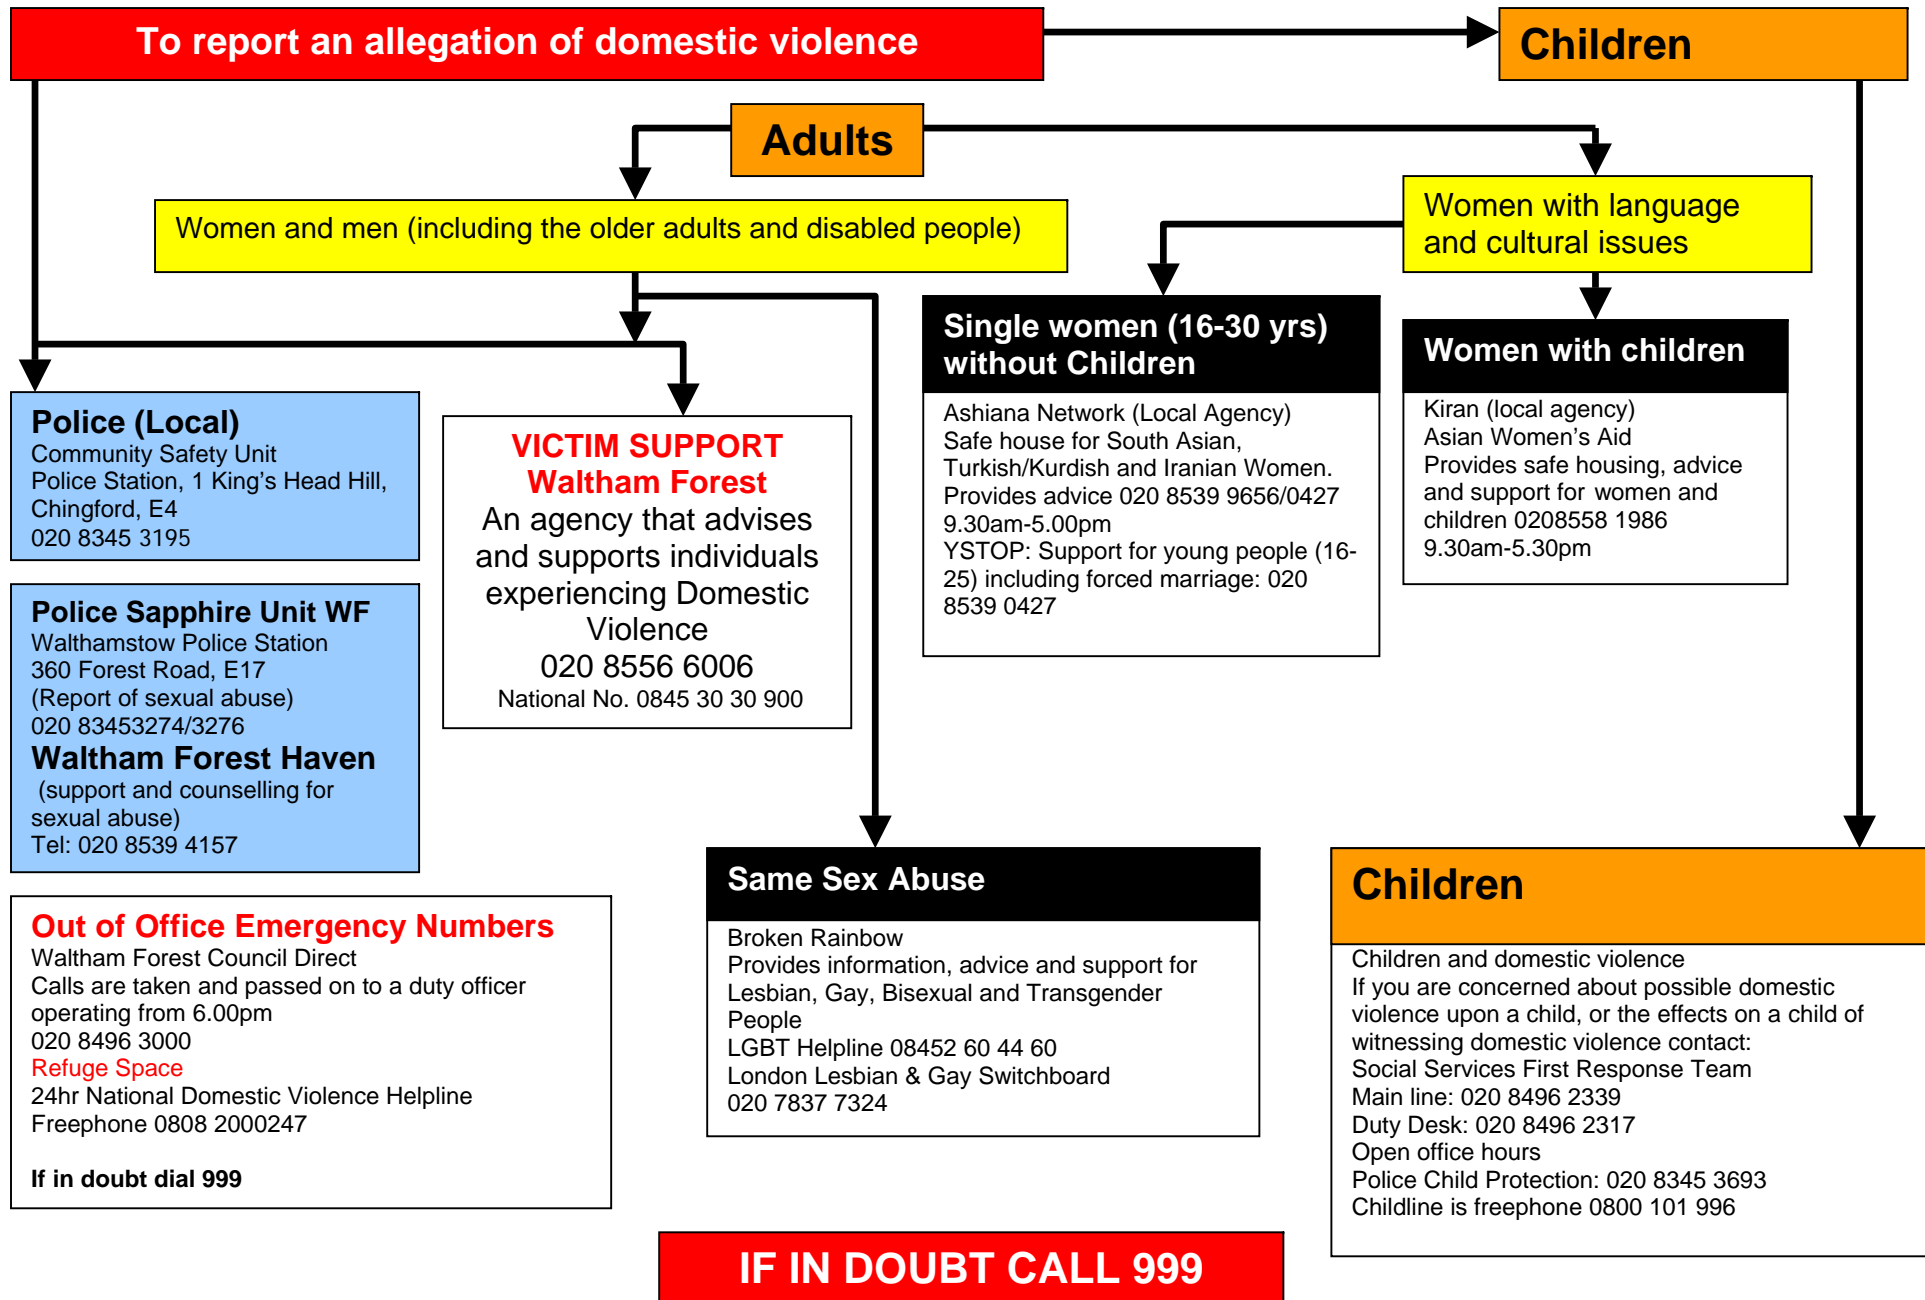 To report an allegation of domestic violence
Children
Adults
Women and men (including the older adults and disabled people)
Women with language
and cultural issues
Single women (16-30 yrs)
without Children
Ashiana Network (Local Agency)
Safe house for South Asian,
Turkish/Kurdish and Iranian Women.
Provides advice 020 8539 9656/0427
9.30am-5.00pm
YSTOP: Support for young people (16-
25) including forced marriage: 020
8539 0427
Women with children
Kiran (local agency)
Asian Women's Aid
Provides safe housing, advice
and support for women and
children 0208558 1986
9.30am-5.30pm
Police (Local)
Community Safety Unit
Police Station, 1 King's Head Hill,
Chingford, E4
020 8345 3195
VICTIM SUPPORT
Waltham Forest
An agency that advises
and supports individuals
experiencing Domestic
Violence
020 8556 6006
National No. 0845 30 30 900
Police Sapphire Unit WF
Walthamstow Police Station
360 Forest Road, E17
(Report of sexual abuse)
020 83453274/3276
Waltham Forest Haven
(support and counselling for
sexual abuse)
Tel: 020 8539 4157
Out of Office Emergency Numbers
Waltham Forest Council Direct
Calls are taken and passed on to a duty officer
operating from 6.00pm
020 8496 3000
Refuge Space
24hr National Domestic Violence Helpline
Freephone 0808 2000247
If in doubt dial 999
Same Sex Abuse
Broken Rainbow
Provides information, advice and support for
Lesbian, Gay, Bisexual and Transgender
People
LGBT Helpline 08452 60 44 60
London Lesbian & Gay Switchboard
020 7837 7324
Children
Children and domestic violence
If you are concerned about possible domestic
violence upon a child, or the effects on a child of
witnessing domestic violence contact:
Social Services First Response Team
Main line: 020 8496 2339
Duty Desk: 020 8496 2317
Open office hours
Police Child Protection: 020 8345 3693
Childline is freephone 0800 101 996
IF IN DOUBT CALL 999